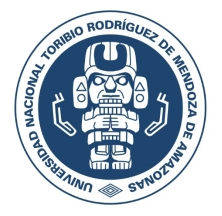 UNIVERSIDAD NACIONAL TORIBIO RODRÍGUEZ DE MENDOZA DE AMAZONAS